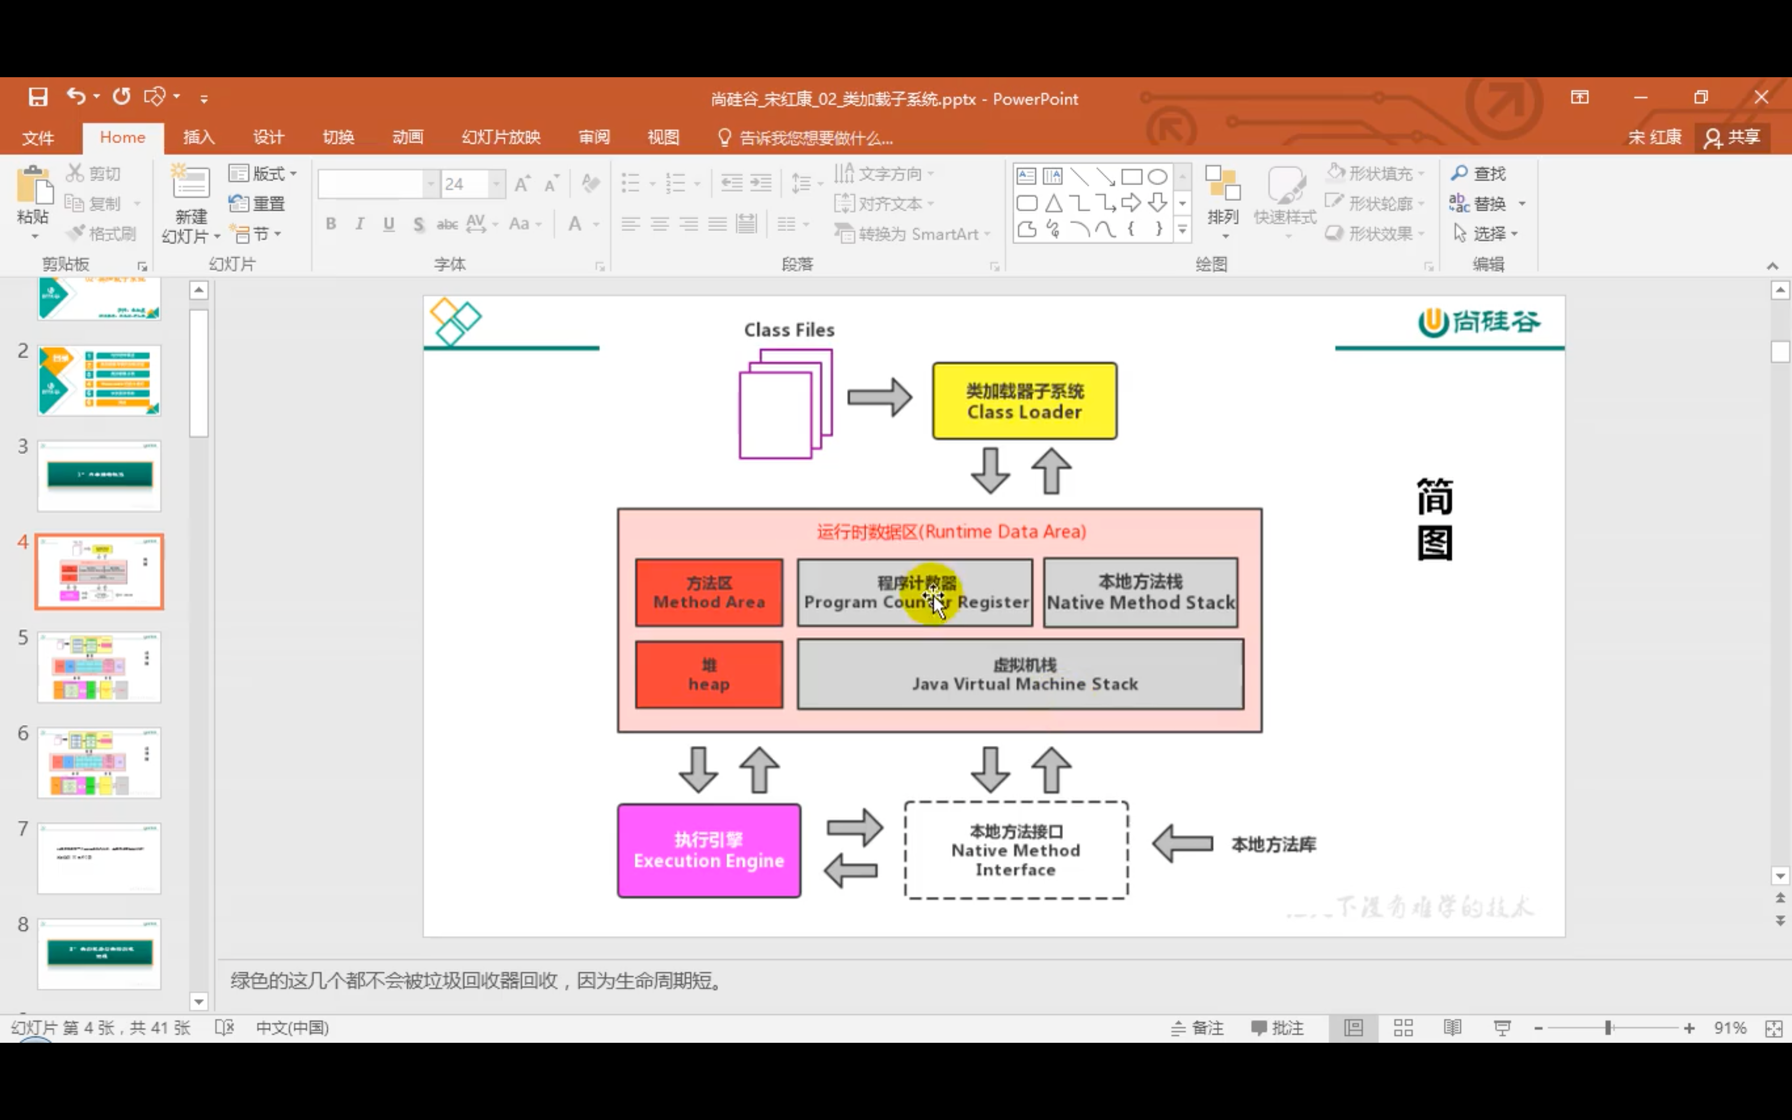 尚硅谷_宋红康_02_类加载子系统.pptx - PowerPoint
文件 Home 插入 设计 切换 动画 幻灯片放映 审阅 视图 告诉我您想要做什么... 宋 红康 共享
粘贴
剪切
复制
格式刷
剪贴板
新建
幻灯片
版式
重置
节
幻灯片
24
B I U S abc AV Aa A
字体
文字方向
对齐文本
转换为 SmartArt
段落
排列
快速样式
形状填充
形状轮廓
形状效果
绘图
查找
替换
选择
编辑
2
3
4
5
6
7
8
尚硅谷
Class Files
类加载器子系统
Class Loader
简
图
运行时数据区(Runtime Data Area)
方法区
Method Area
程序计数器
Program Counter Register
本地方法栈
Native Method Stack
堆
heap
虚拟机栈
Java Virtual Machine Stack
执行引擎
Execution Engine
本地方法接口
Native Method
Interface
本地方法库
下没有难学的技术
绿色的这几个都不会被垃圾回收器回收，因为生命周期短。
幻灯片 第 4 张，共 41 张 中文(中国) 备注 批注 91%